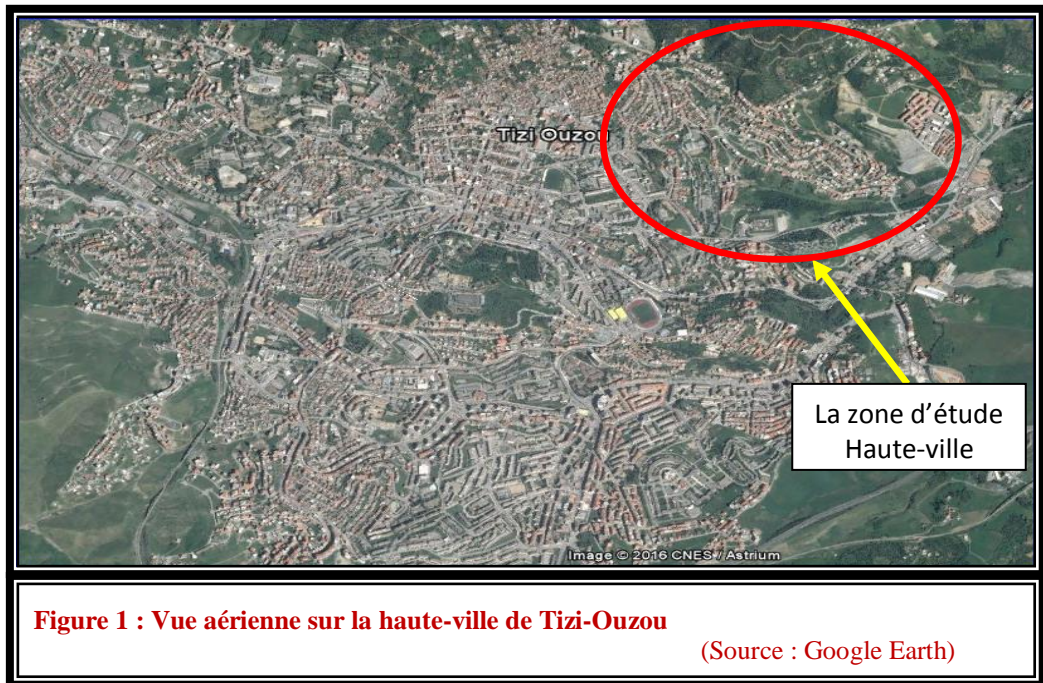 Tizi Ouzou
La zone d’étude
Haute-ville
Image © 2016 CNES / Astrium
Figure 1 : Vue aérienne sur la haute-ville de Tizi-Ouzou
(Source : Google Earth)